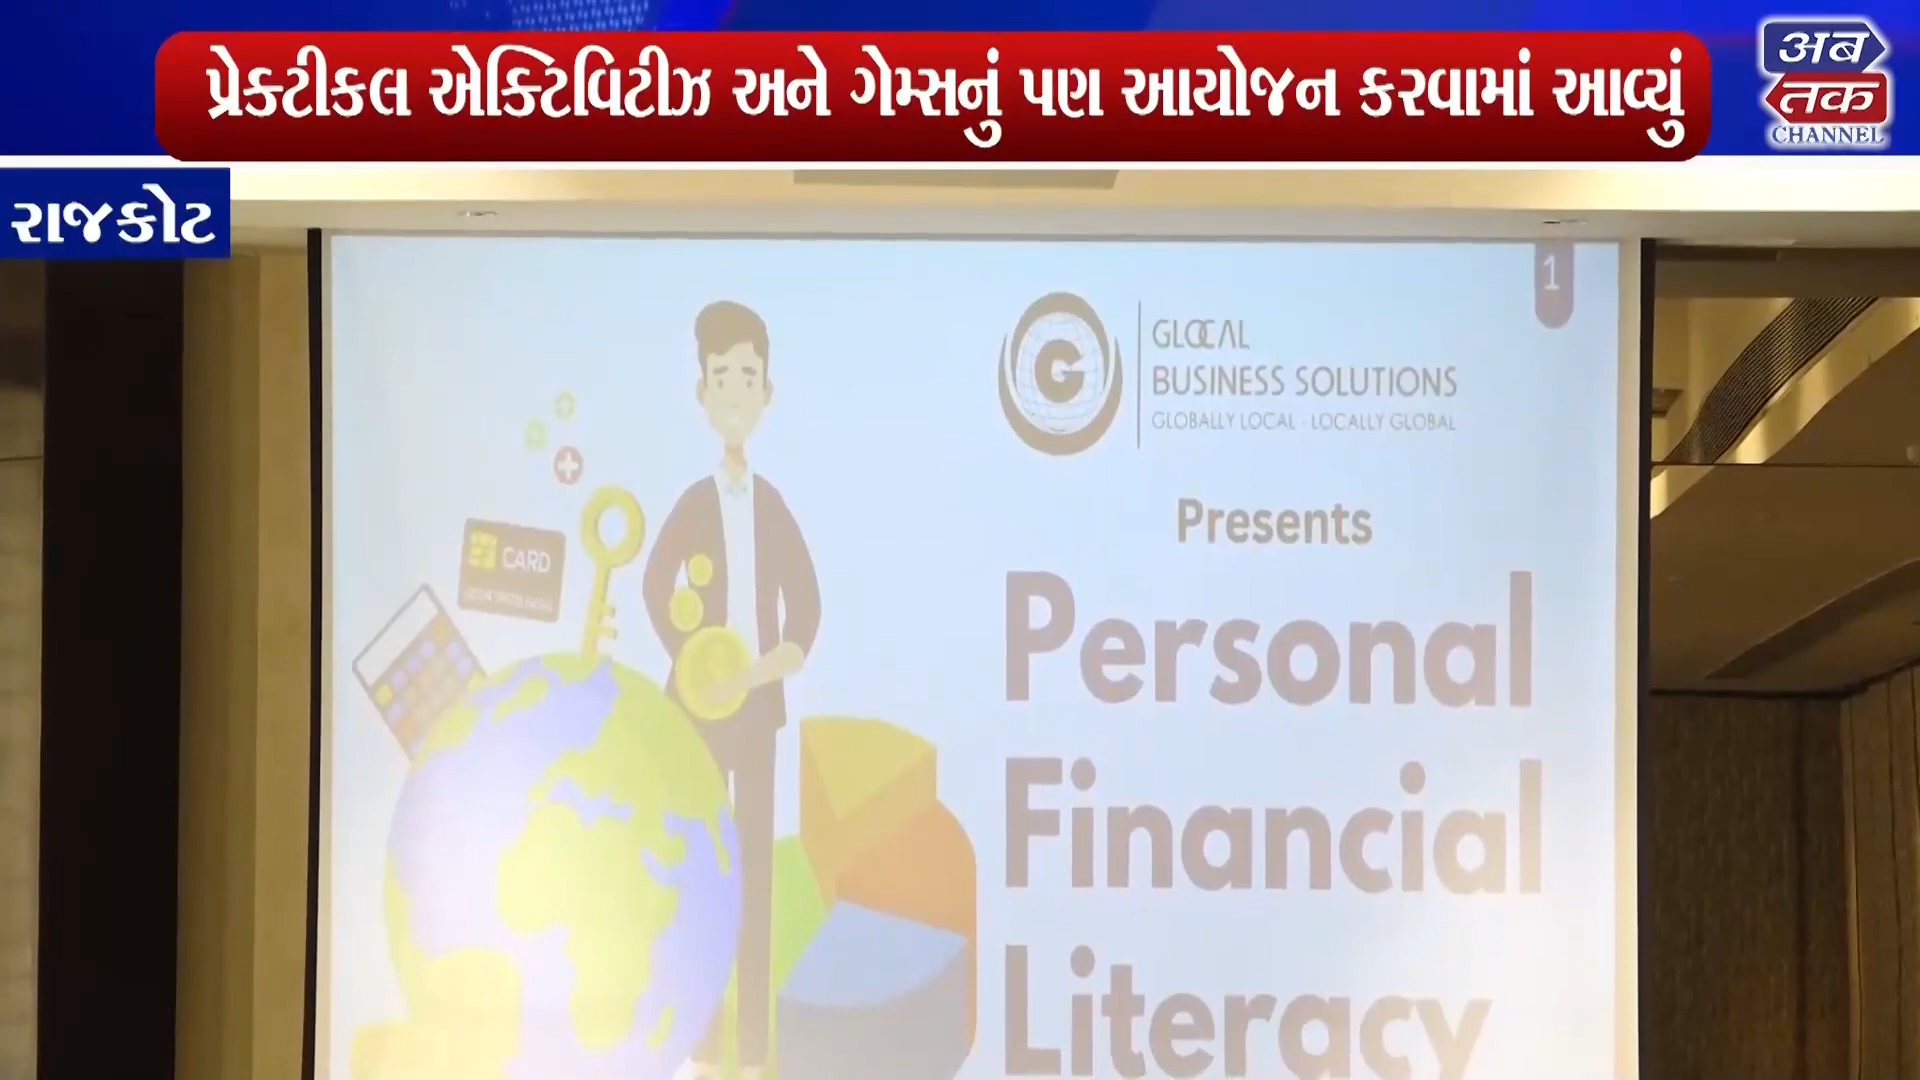 પ્રેક્ટીકલ એક્ટિવિટીઝ અને ગેમ્સનું પણ આયોજન કરવામાં આવ્યું
अब
तक
CHANNEL
રાજકોટ
1
G
GLOCAL
BUSINESS SOLUTIONS
GLOBALLY LOCAL - LOCALLY GLOBAL
Presents
CARD
Personal
Financial
Literacy